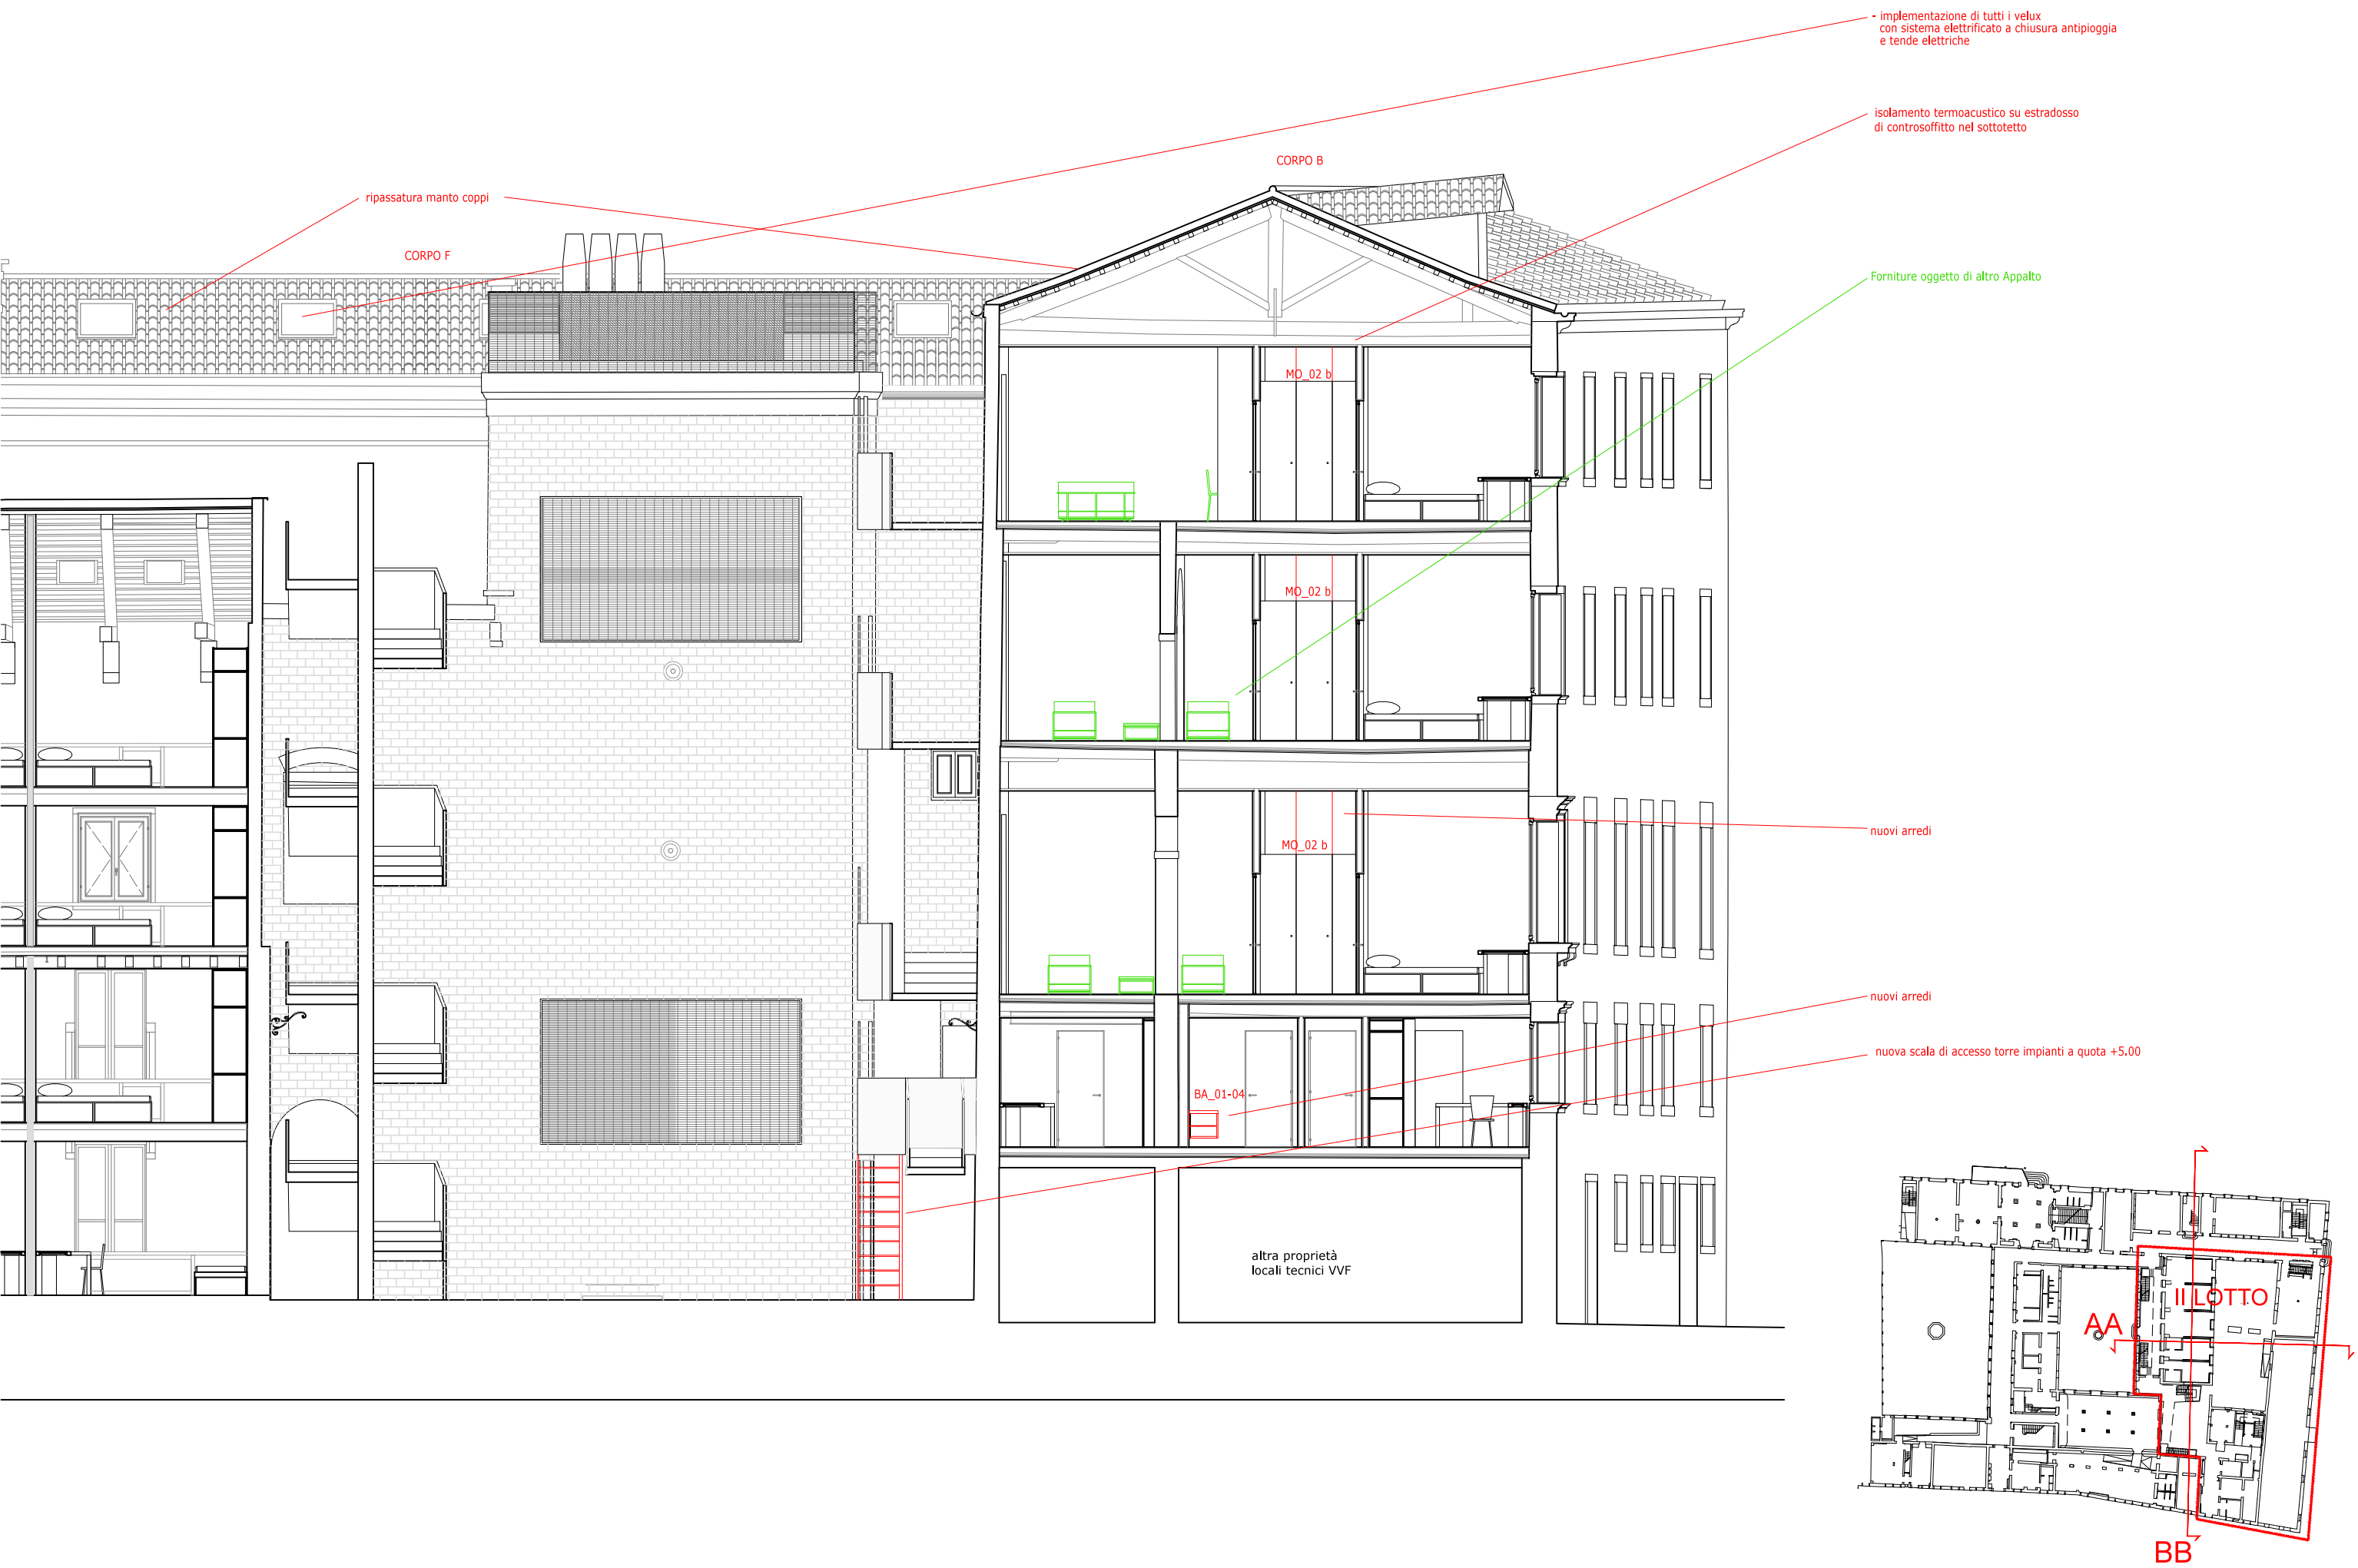 - implementazione di tutti i velux
con sistema elettrificato a chiusura antipioggia
e tende elettriche
isolamento termoacustico su estradosso
di controsoffitto nel sottotetto
CORPO B
ripassatura manto coppi
CORPO F
Forniture oggetto di altro Appalto
MO_02 b
MO_02 b
nuovi arredi
MO_02 b
nuovi arredi
nuova scala di accesso torre impianti a quota +5.00
BA_01-04
altra proprietà
locali tecnici VVF
II LOTTO
AA
BB